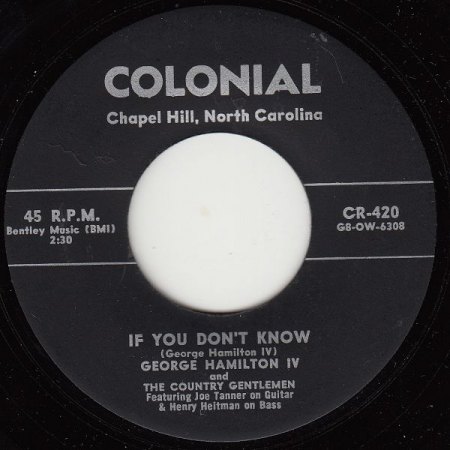 COLONIAL
Chapel Hill, North Carolina
45 R.P.M.
Bentley Music (BMI)
2:30
CR-420
GB-OW-6308
IF YOU DON'T KNOW
(George Hamilton IV)
GEORGE HAMILTON IV
and
THE COUNTRY GENTLEMEN
Featuring Joe Tanner on Guitar
& Henry Heitman on Bass